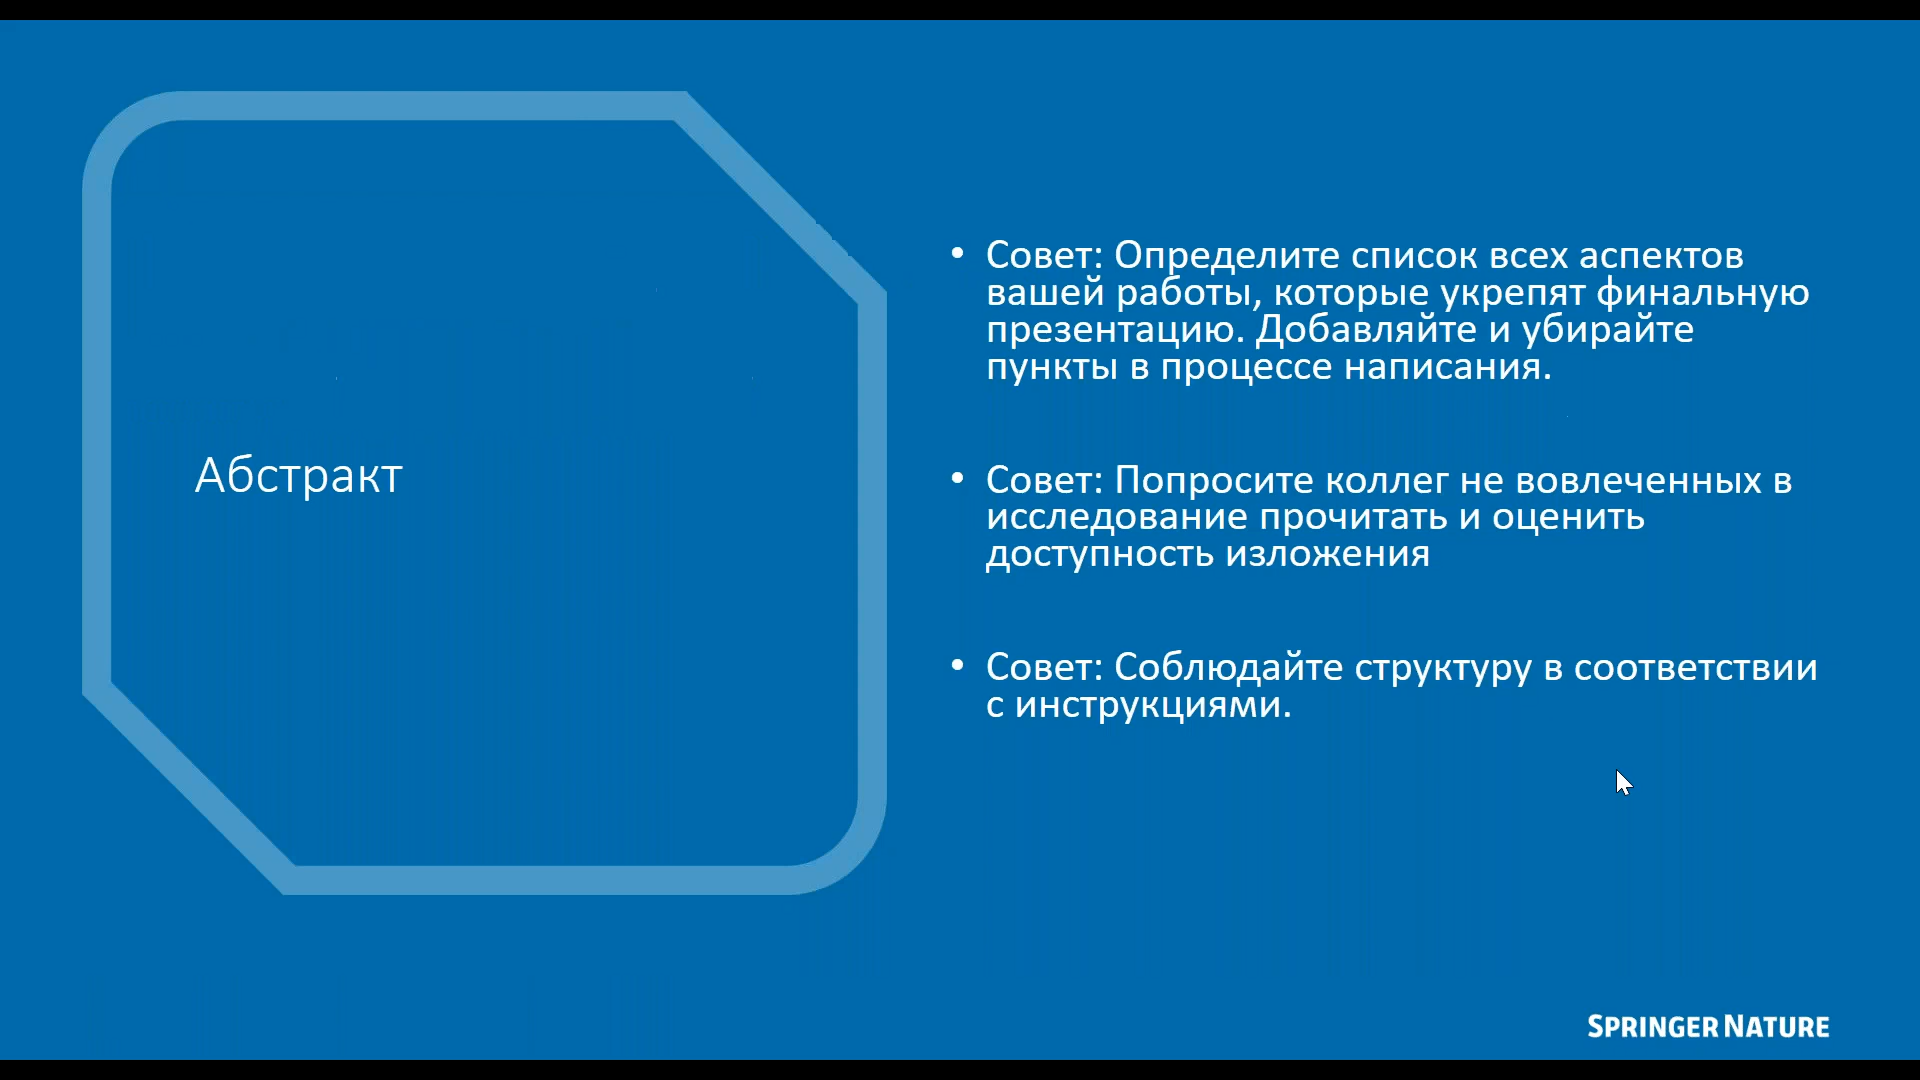 Абстракт
• Совет: Определите список всех аспектов
вашей работы, которые укрепят финальную
презентацию. Добавляйте и убирайте
пункты в процессе написания.
• Совет: Попросите коллег не вовлеченных в
исследование прочитать и оценить
доступность изложения
• Совет: Соблюдайте структуру в соответствии
с инструкциями.
SPRINGER NATURE